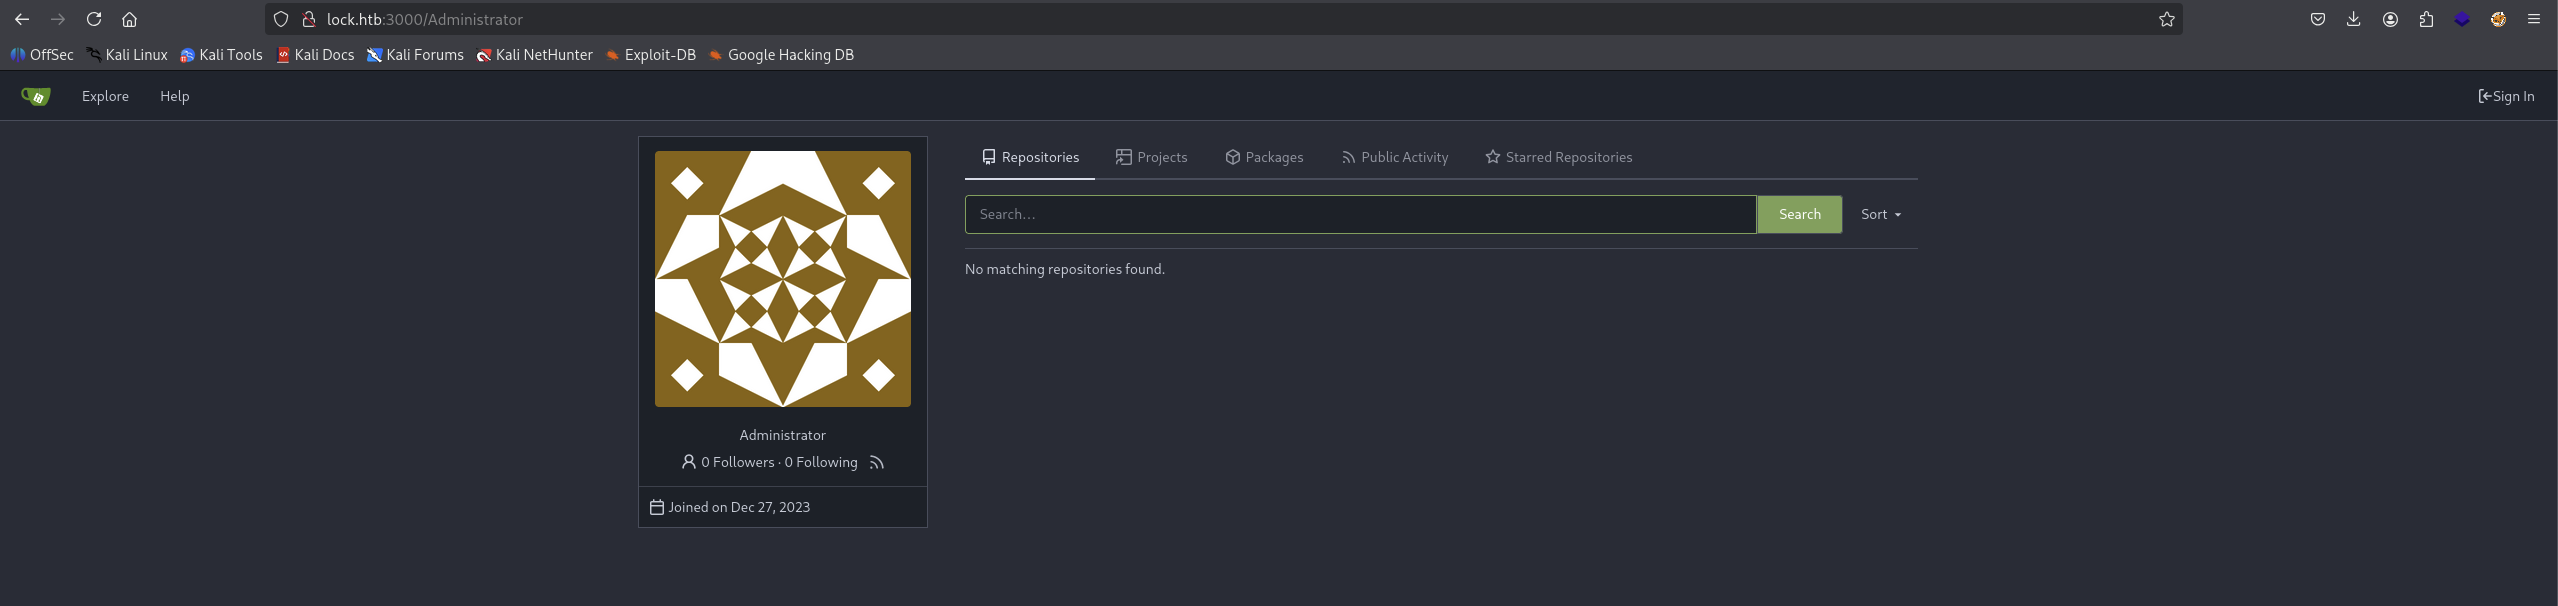 lock.htb:3000/Administrator
OffSec Kali Linux Kali Tools Kali Docs Kali Forums Kali NetHunter Exploit-DB Google Hacking DB
Explore Help Sign In
Repositories Projects Packages Public Activity Starred Repositories
Search... Search Sort
No matching repositories found.
Administrator
0 Followers · 0 Following
Joined on Dec 27, 2023